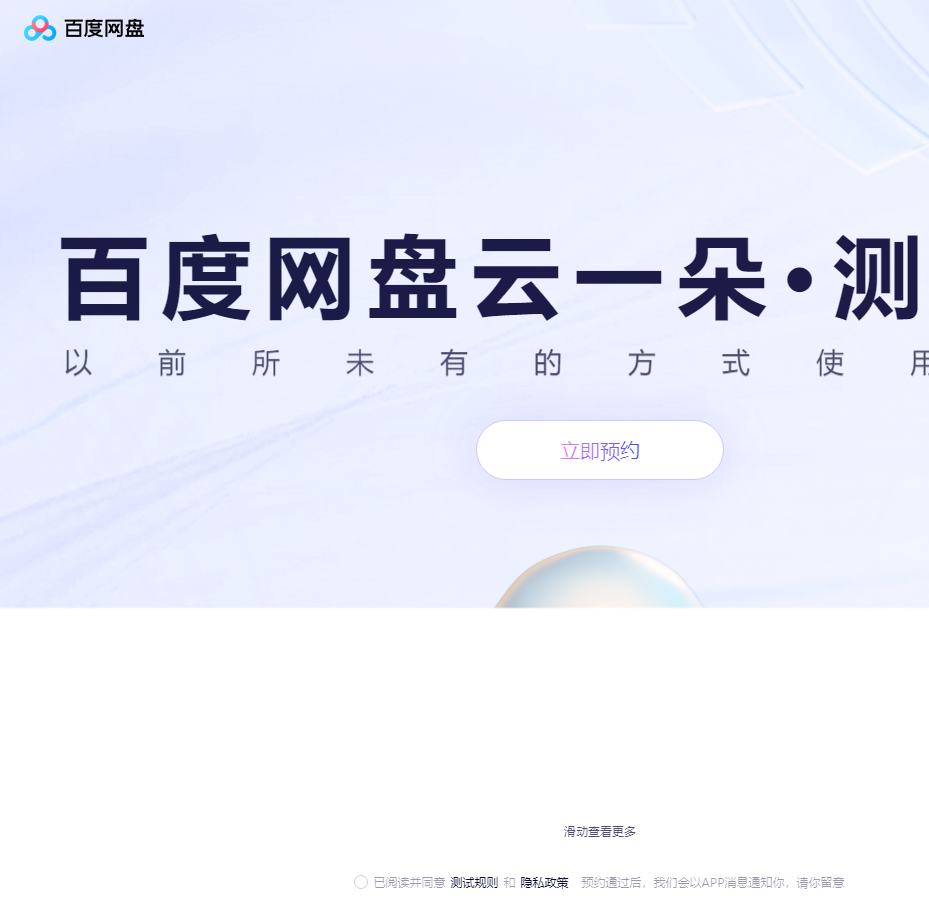 百度网盘
百度网盘云一朵·测
以前所未有的方式使用
立即预约
滑动查看更多
已阅读并同意 测试规则 和 隐私政策 预约通过后，我们会以APP消息通知你，请你留意